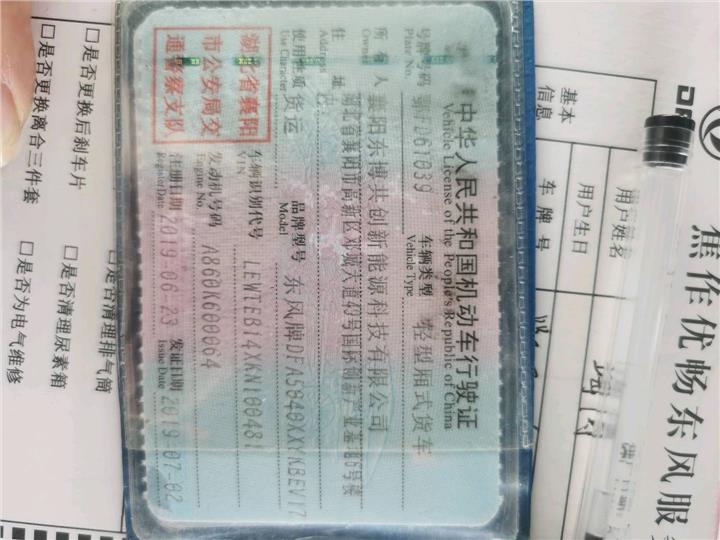 中华人民共和国机动车行驶证
Vehicle License of the People's Republic of China
号牌号码 鄂FD61039 车辆类型 轻型厢式货车
Plate No. Vehicle Type
所有人 襄阳东博共创新能源科技有限公司
Owner
住址 湖北省襄阳市高新区邓城大道49号国际创新产业基地6号楼
Address
使用性质 货运 品牌型号 东风牌DFA5040XXYKBEV17
Use Character Model
湖北省襄阳
市公安局交
通警察支队
车辆识别代号 LEWTEB14XKN100481
VIN
发动机号码 A860K600064
Engine No.
注册日期 2019-06-23 发证日期 2019-07-02
Register Date Issue Date
焦作优畅东风服
基本
信息
用户姓名
用户生日
车牌号
□是否更换后刹车片
□是否清理排气筒
□是否清理尿素箱
□是否更换离合三件套
□是否为电气维修